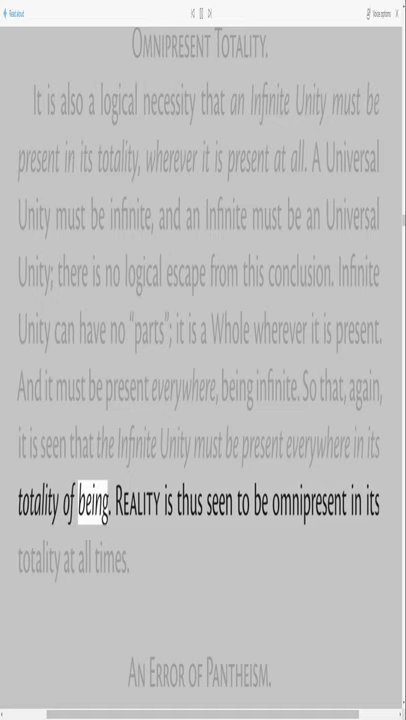 Read aloud
Voice options
OMNIPRESENT TOTALITY.
It is also a logical necessity that an Infinite Unity must be
present in its totality, wherever it is present at all. A Universal
Unity must be infinite, and an Infinite must be an Universal
Unity; there is no logical escape from this conclusion. Infinite
Unity can have no “parts”; it is a Whole wherever it is present.
And it must be present everywhere, being infinite. So that, again,
it is seen that the Infinite Unity must be present everywhere in its
totality of being. REALITY is thus seen to be omnipresent in its
totality at all times.
AN ERROR OF PANTHEISM.